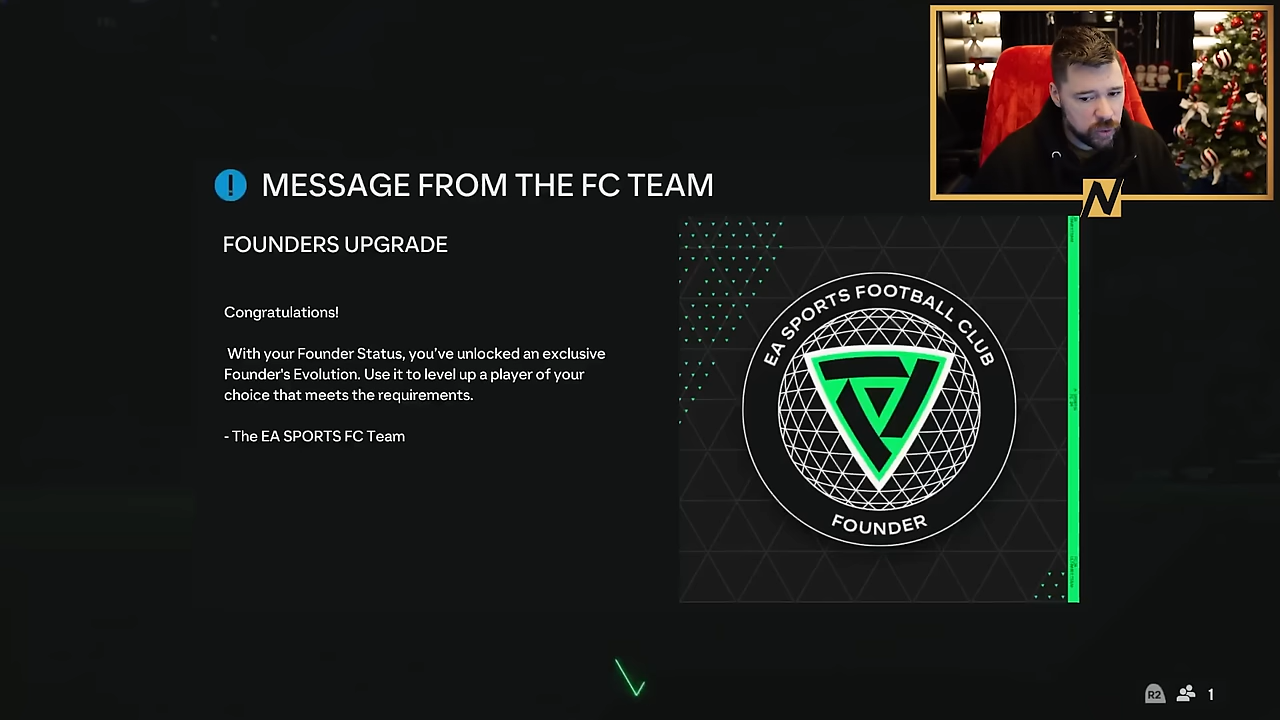 MESSAGE FROM THE FC TEAM
FOUNDERS UPGRADE
Congratulations!
With your Founder Status, you've unlocked an exclusive
Founder's Evolution. Use it to level up a player of your
choice that meets the requirements.
- The EA SPORTS FC Team
EA SPORTS FOOTBALL CLUB
FOUNDER
N
R2
1